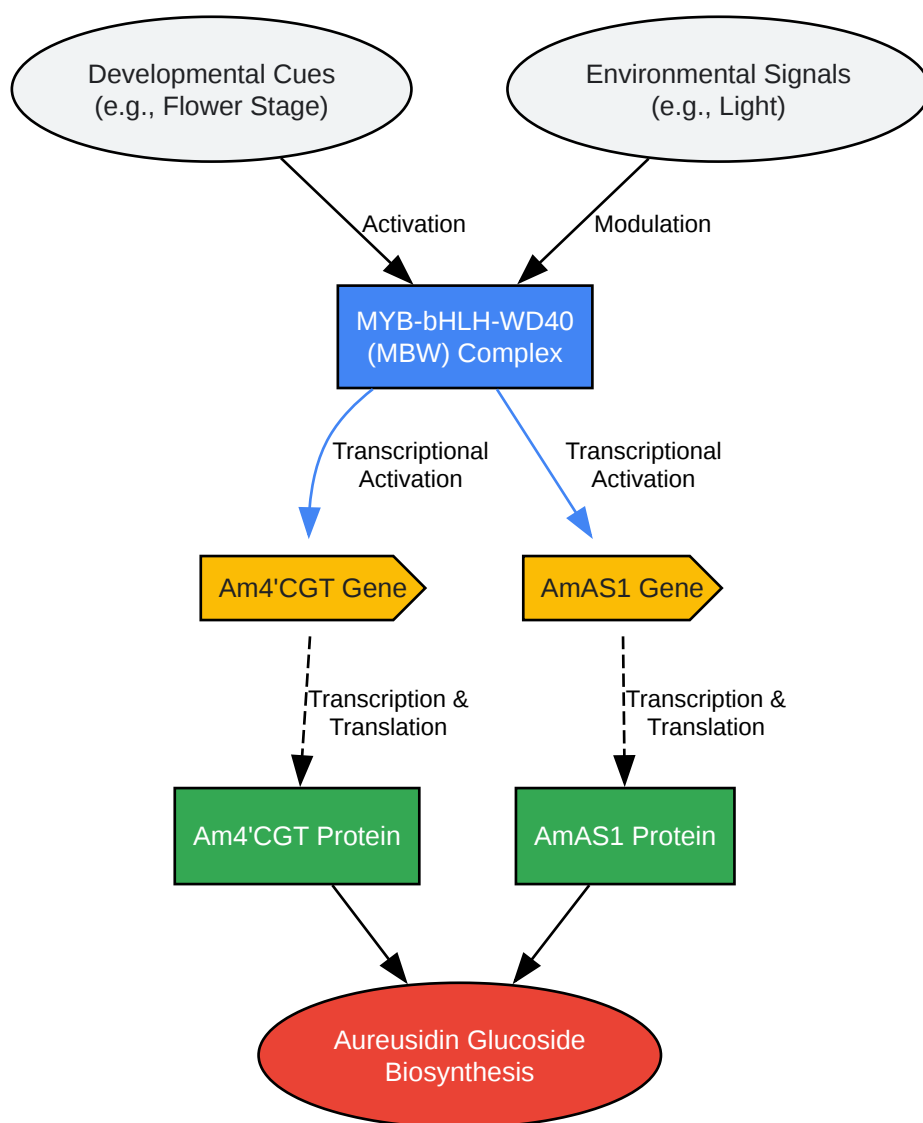 Developmental Cues
(e.g., Flower Stage)
Environmental Signals
(e.g., Light)
Activation
Modulation
MYB-bHLH-WD40
(MBW) Complex
Transcriptional
Activation
Transcriptional
Activation
Am4'CGT Gene
AmAS1 Gene
Transcription &
Translation
Transcription &
Translation
Am4'CGT Protein
AmAS1 Protein
Aureusidin Glucoside
Biosynthesis